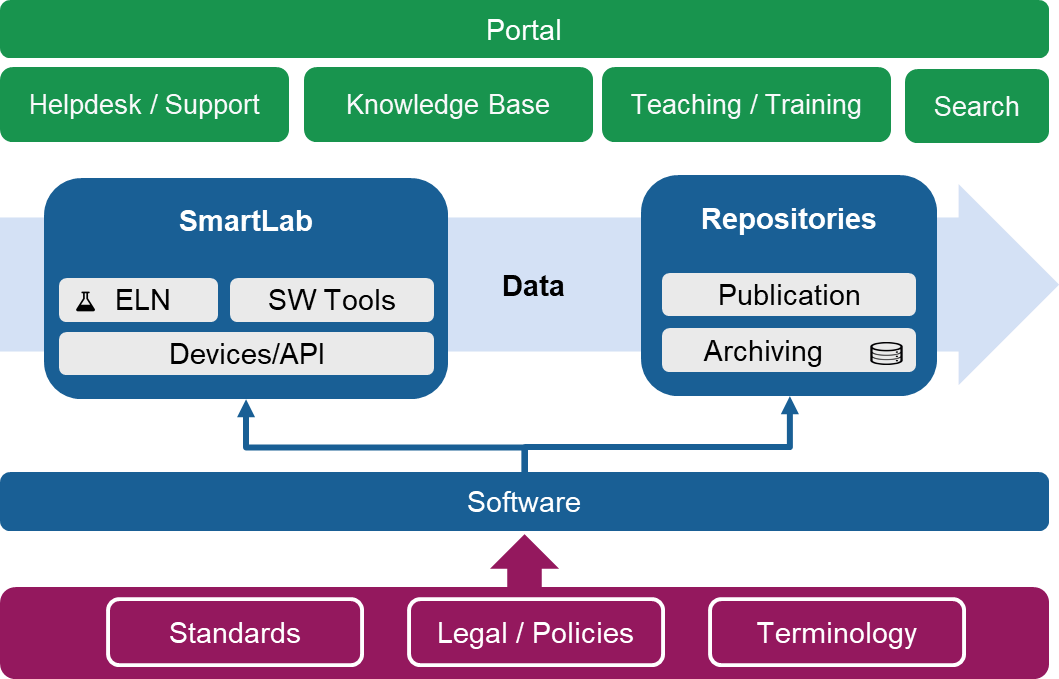 Portal
Helpdesk / Support
Knowledge Base
Teaching / Training
Search
SmartLab
ELN
SW Tools
Devices/API
Data
Repositories
Publication
Archiving
Software
Standards
Legal / Policies
Terminology